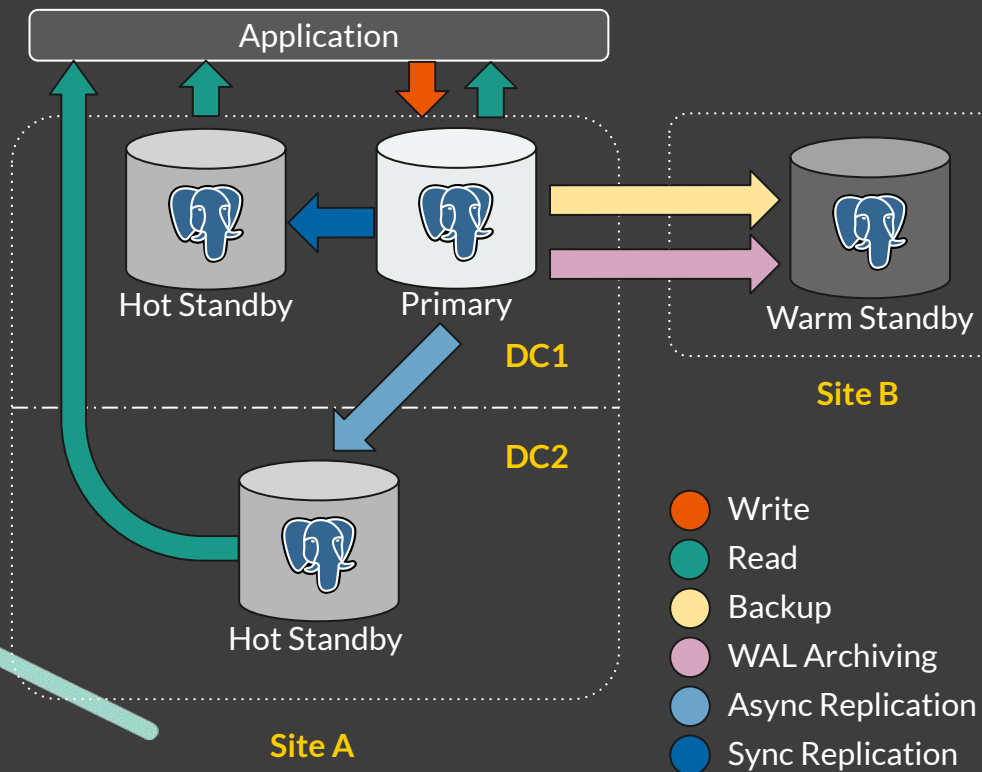 Application
Hot Standby
Primary
Warm Standby
DC1
Site B
DC2
Hot Standby
Site A
Write
Read
Backup
WAL Archiving
Async Replication
Sync Replication